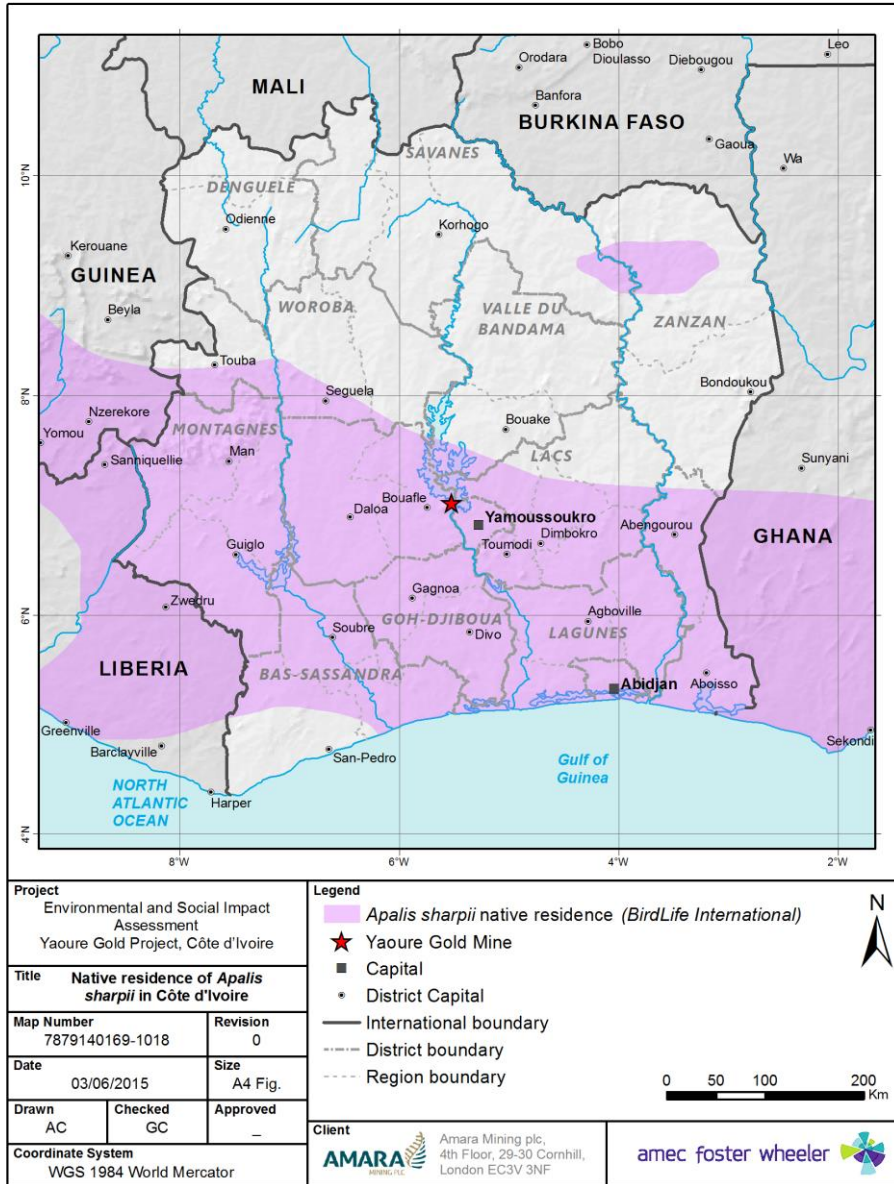 Bobo
Dioulasso
Leo
Orodara
Diebougou
MALI
Banfora
BURKINA FASO
Gaoua
SAVANES
Wa
10°N
DENGUELE
Odienne
Korhogo
Kerouane
GUINEA
WOROBA
VALLE DU
BANDAMA
ZANZAN
Beyla
Touba
Bondoukou
8°N
Seguela
Nzerekore
Bouake
MONTAGNES
Yomou
LACS
Sanniquellie
Man
Sunyani
Bouafle
Daloa
Yamoussoukro
Abengourou
GHANA
Dimbokro
Guiglo
Toumodi
Gagnoa
6°N
Zwedru
Agboville
GOH-DJIBOUA
Soubre
Divo
LAGUNES
LIBERIA
BAS-SASSANDRA
Abidjan
Aboisso
Greenville
Sekondi
Barclayville
San-Pedro
Gulf of
Guinea
NORTH
ATLANTIC
OCEAN
Harper
4°N
8°W
6°W
4°W
2°W
Project
Environmental and Social Impact
Assessment
Yaoure Gold Project, Côte d'Ivoire
Title
Native residence of Apalis
sharpii in Côte d'Ivoire
Map Number
7879140169-1018
Revision
0
Date
03/06/2015
Size
A4 Fig.
Drawn
AC
Checked
GC
Approved
_
Coordinate System
WGS 1984 World Mercator
Legend
Apalis sharpii native residence (BirdLife International)
Yaoure Gold Mine
Capital
District Capital
International boundary
District boundary
Region boundary
N
0 50 100 200
Km
Client
AMARA
MINING PLC
Amara Mining plc,
4th Floor, 29-30 Cornhill,
London EC3V 3NF
amec foster wheeler